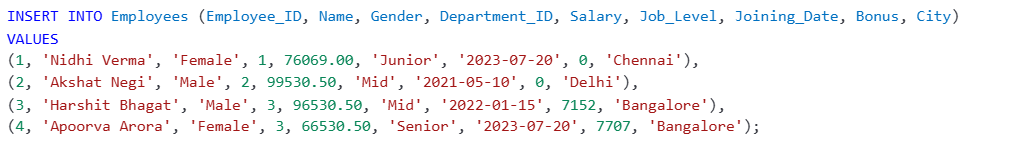 INSERT INTO Employees (Employee_ID, Name, Gender, Department_ID, Salary, Job_Level, Joining_Date, Bonus, City)
VALUES
(1, 'Nidhi Verma', 'Female', 1, 76069.00, 'Junior', '2023-07-20', 0, 'Chennai'),
(2, 'Akshat Negi', 'Male', 2, 99530.50, 'Mid', '2021-05-10', 0, 'Delhi'),
(3, 'Harshit Bhagat', 'Male', 3, 96530.50, 'Mid', '2022-01-15', 7152, 'Bangalore'),
(4, 'Apoorva Arora', 'Female', 3, 66530.50, 'Senior', '2023-07-20', 7707, 'Bangalore');